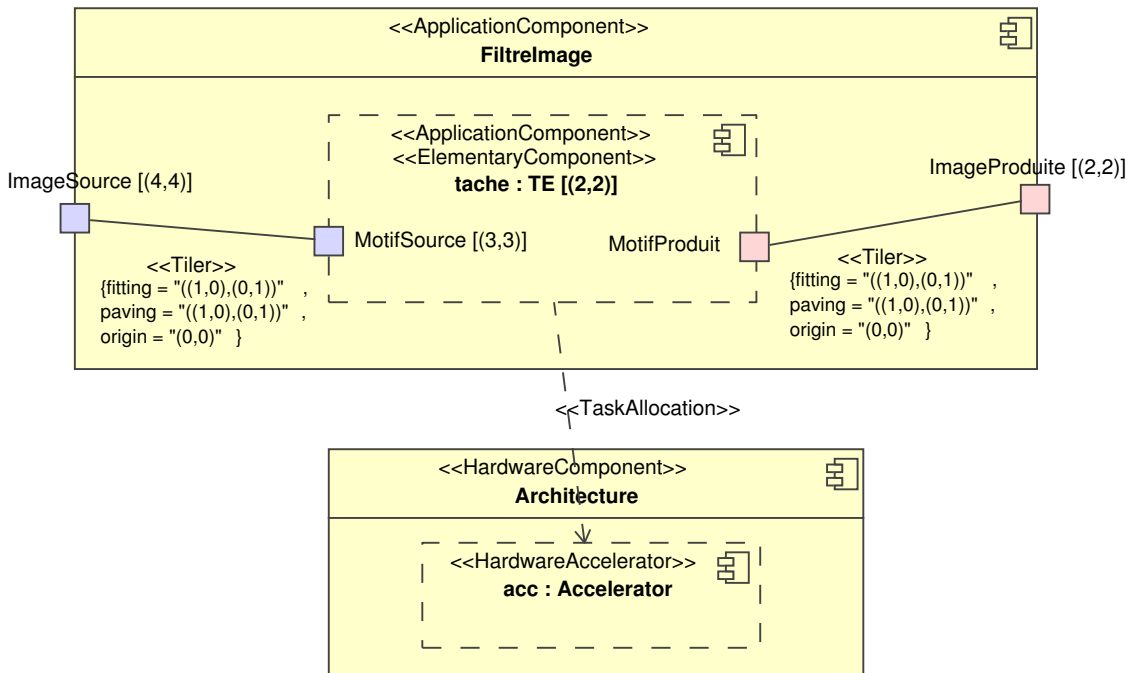 <<ApplicationComponent>>
FiltreImage
<<ApplicationComponent>>
<<ElementaryComponent>>
tache : TE [(2,2)]
ImageSource [(4,4)]
ImageProduite [(2,2)]
MotifSource [(3,3)]
MotifProduit
<<Tiler>>
{fitting = "((1,0),(0,1))" ,
paving = "((1,0),(0,1))" ,
origin = "(0,0)" }
<<Tiler>>
{fitting = "((1,0),(0,1))" ,
paving = "((1,0),(0,1))" ,
origin = "(0,0)" }
<<TaskAllocation>>
<<HardwareComponent>>
Architecture
<<HardwareAccelerator>>
acc : Accelerator